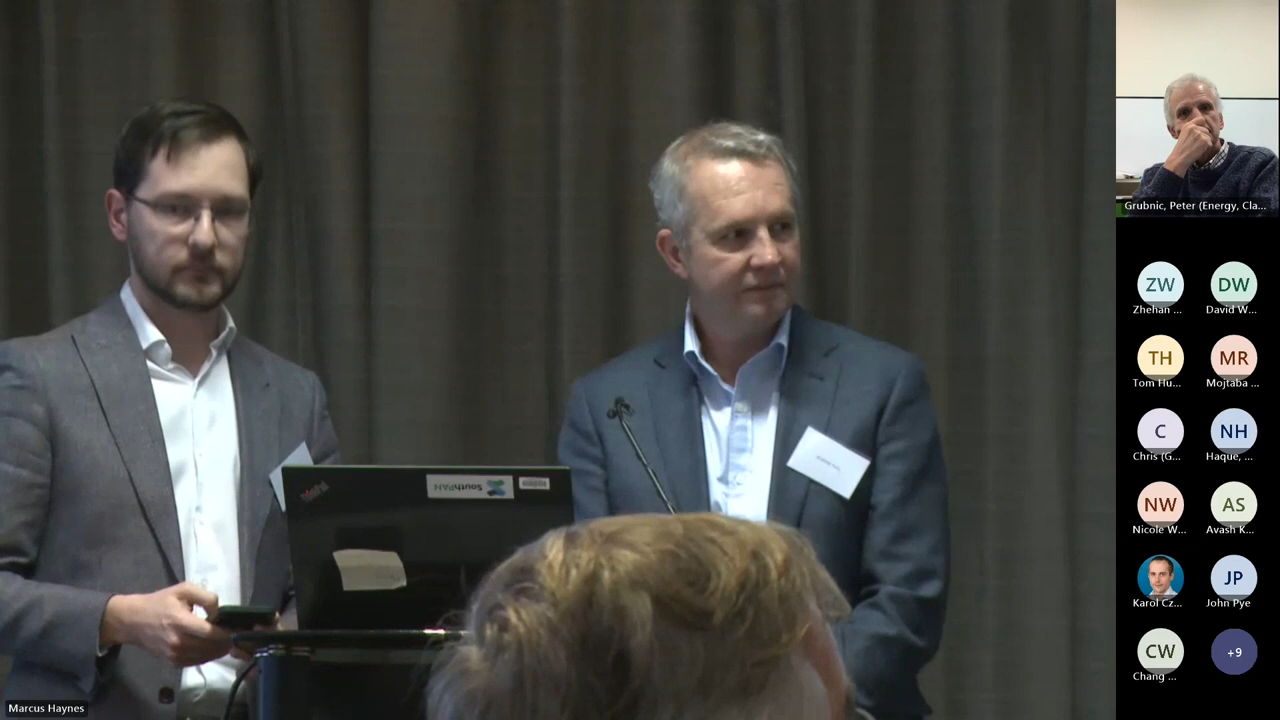 Grubnic, Peter (Energy, Cla...
ZW
DW
Zhehan ...
David W...
TH
MR
Tom Hu...
Mojtaba ...
C
NH
Chris (G...
Haque, ...
NW
AS
Nicole W...
Avash K...
JP
Karol Cz...
John Pye
CW
+9
Chang ...
ThinkPad
SouthPAN
Marcus Haynes